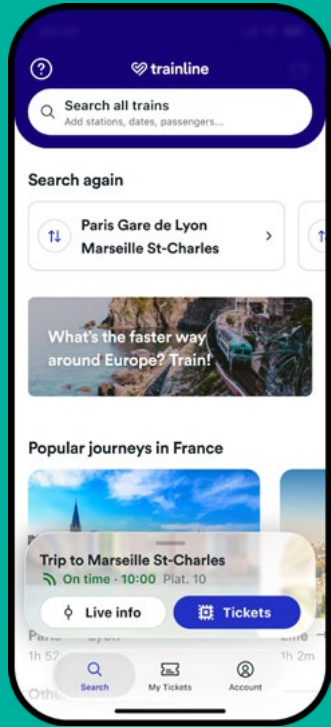 trainline
Search all trains
Add stations, dates, passengers...
Search again
Paris Gare de Lyon
Marseille St-Charles
What's the faster way
around Europe? Train!
Popular journeys in France
Trip to Marseille St-Charles
On time · 10:00 Plat. 10
Live info
Tickets
1h 52
1h 2m
Search
My Tickets
Account